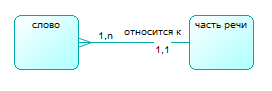 слово
1,n
относится к
1,1
часть речи